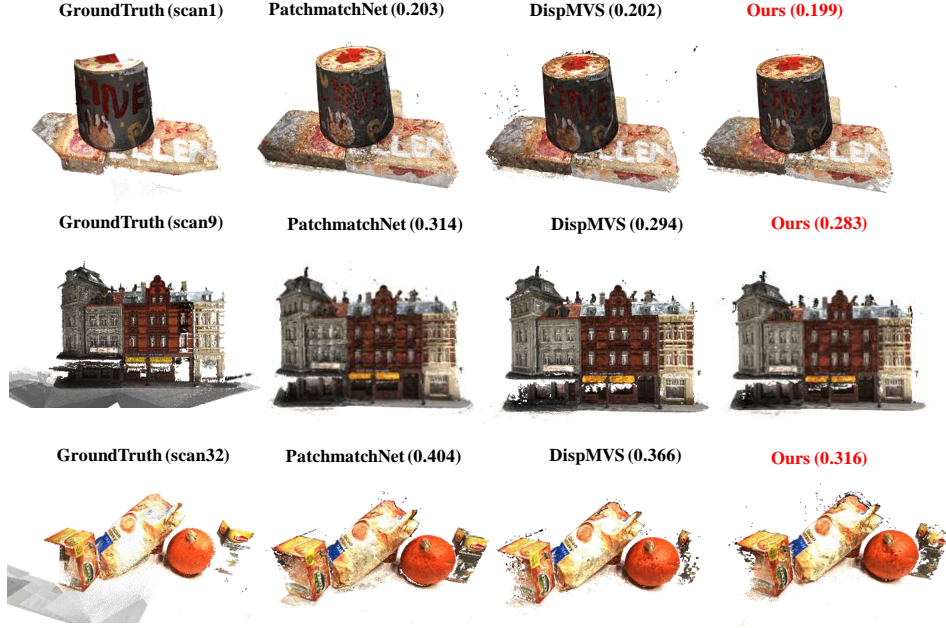 GroundTruth (scan1) PatchmatchNet (0.203) DispMVS (0.202) Ours (0.199)
GroundTruth (scan9) PatchmatchNet (0.314) DispMVS (0.294) Ours (0.283)
GroundTruth (scan32) PatchmatchNet (0.404) DispMVS (0.366) Ours (0.316)